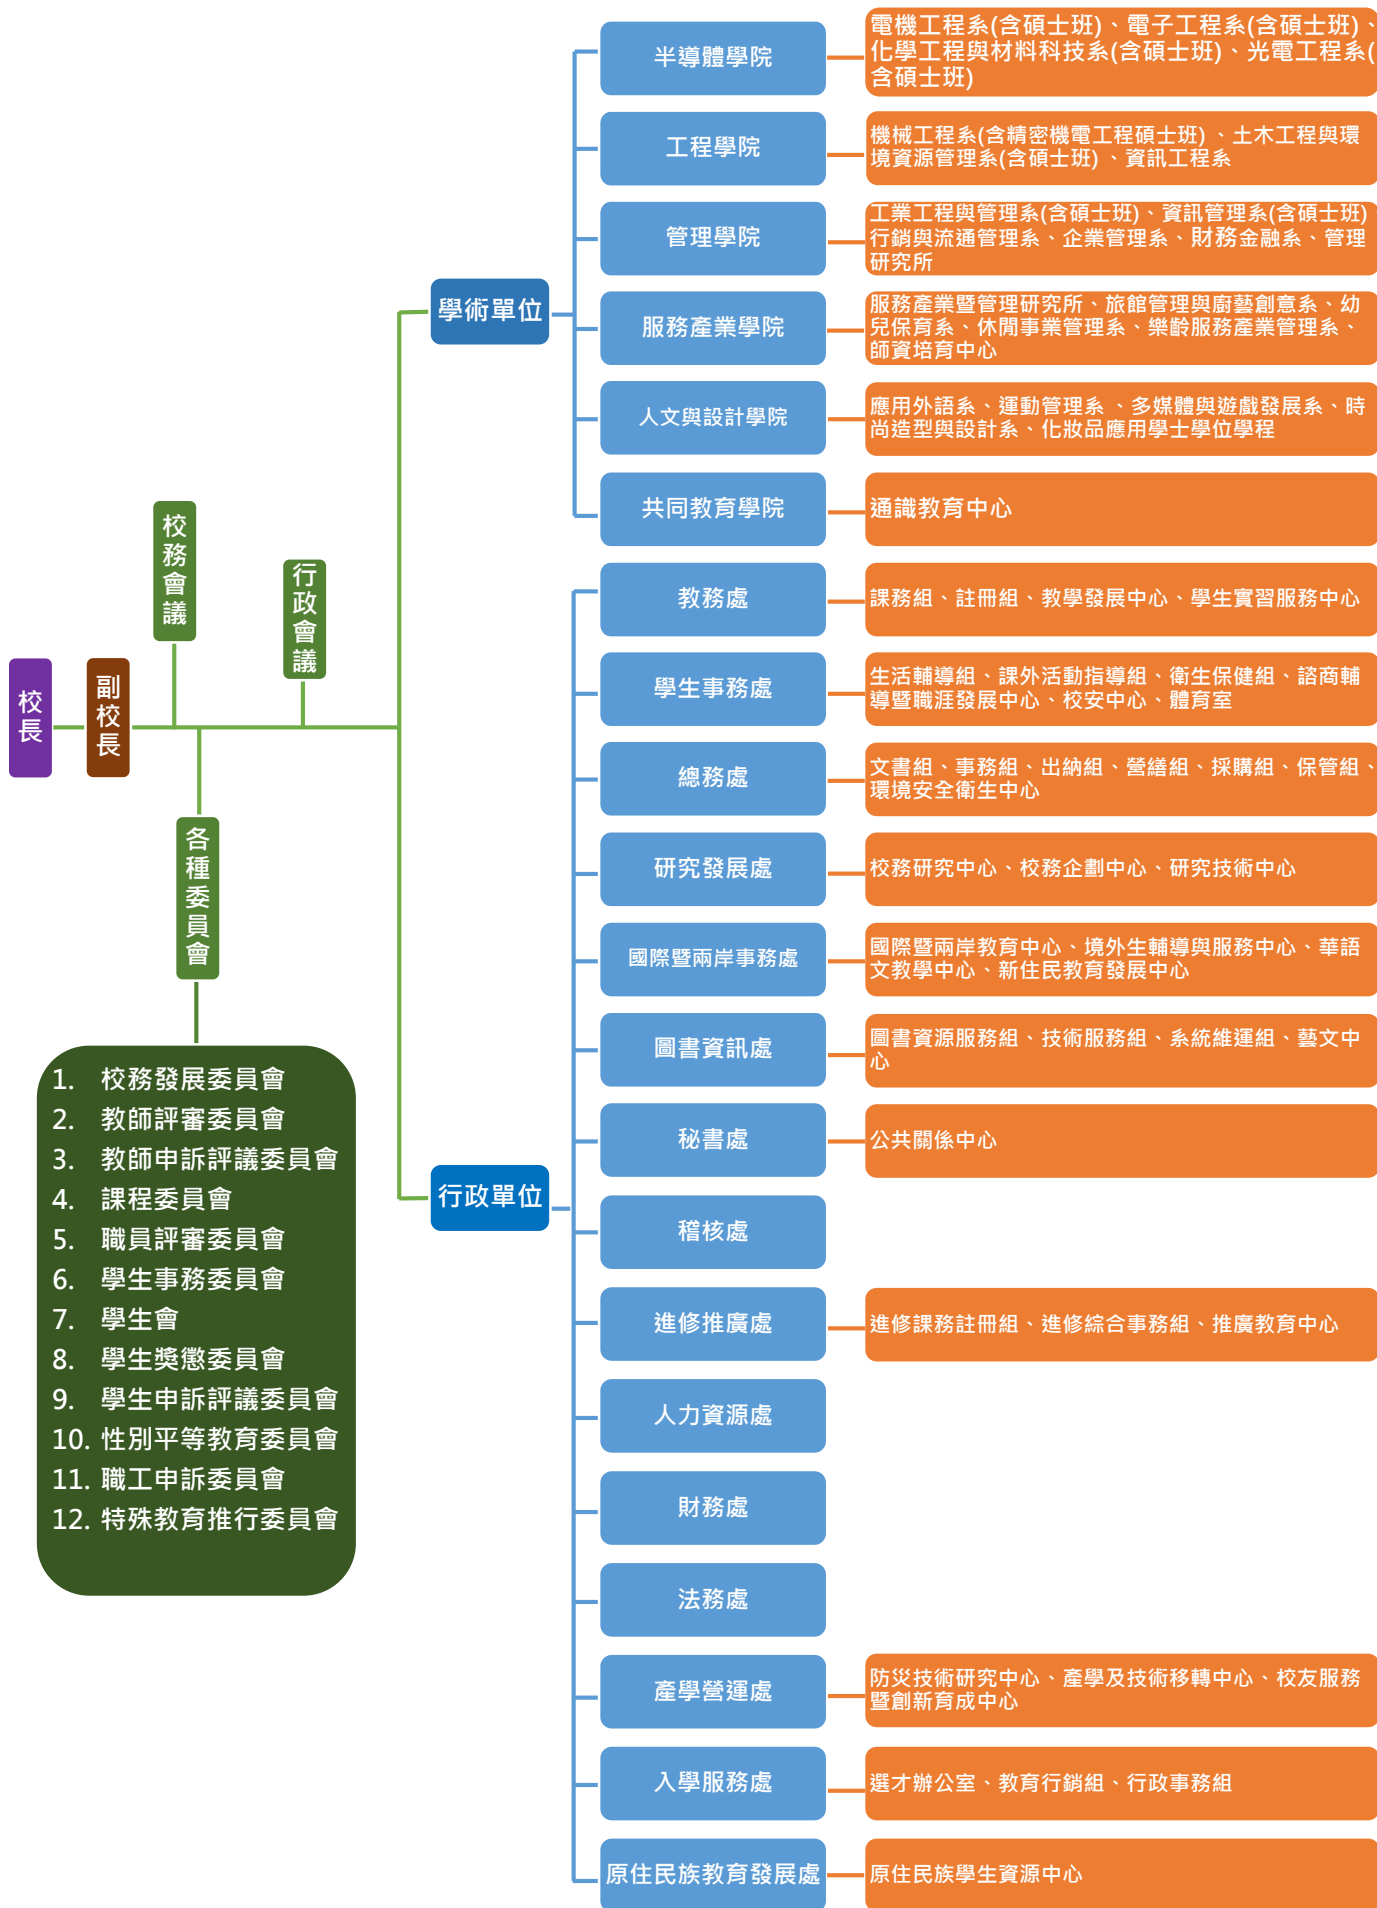 校長
副校長
校務會議
行政會議
各種委員會
1. 校務發展委員會
2. 教師評審委員會
3. 教師申訴評議委員會
4. 課程委員會
5. 職員評審委員會
6. 學生事務委員會
7. 學生會
8. 學生獎懲委員會
9. 學生申訴評議委員會
10. 性別平等教育委員會
11. 職工申訴委員會
12. 特殊教育推行委員會
學術單位
半導體學院
電機工程系(含碩士班)、電子工程系(含碩士班)、
化學工程與材料科技系(含碩士班)、光電工程系(
含碩士班)
工程學院
機械工程系(含精密機電工程碩士班) 、土木工程與環
境資源管理系(含碩士班) 、資訊工程系
管理學院
工業工程與管理系(含碩士班)、資訊管理系(含碩士班)
行銷與流通管理系、企業管理系、財務金融系、管理
研究所
服務產業學院
服務產業暨管理研究所、旅館管理與廚藝創意系、幼
兒保育系、休閒事業管理系、樂齡服務產業管理系、
師資培育中心
人文與設計學院
應用外語系、運動管理系 、多媒體與遊戲發展系、時
尚造型與設計系、化妝品應用學士學位學程
共同教育學院
通識教育中心
行政單位
教務處
課務組、註冊組、教學發展中心、學生實習服務中心
學生事務處
生活輔導組、課外活動指導組、衛生保健組、諮商輔
導暨職涯發展中心、校安中心、體育室
總務處
文書組、事務組、出納組、營繕組、採購組、保管組、
環境安全衛生中心
研究發展處
校務研究中心、校務企劃中心、研究技術中心
國際暨兩岸事務處
國際暨兩岸教育中心、境外生輔導與服務中心、華語
文教學中心、新住民教育發展中心
圖書資訊處
圖書資源服務組、技術服務組、系統維運組、藝文中
心
秘書處
公共關係中心
稽核處
進修推廣處
進修課務註冊組、進修綜合事務組、推廣教育中心
人力資源處
財務處
法務處
產學營運處
防災技術研究中心、產學及技術移轉中心、校友服務
暨創新育成中心
入學服務處
選才辦公室、教育行銷組、行政事務組
原住民族教育發展處
原住民族學生資源中心